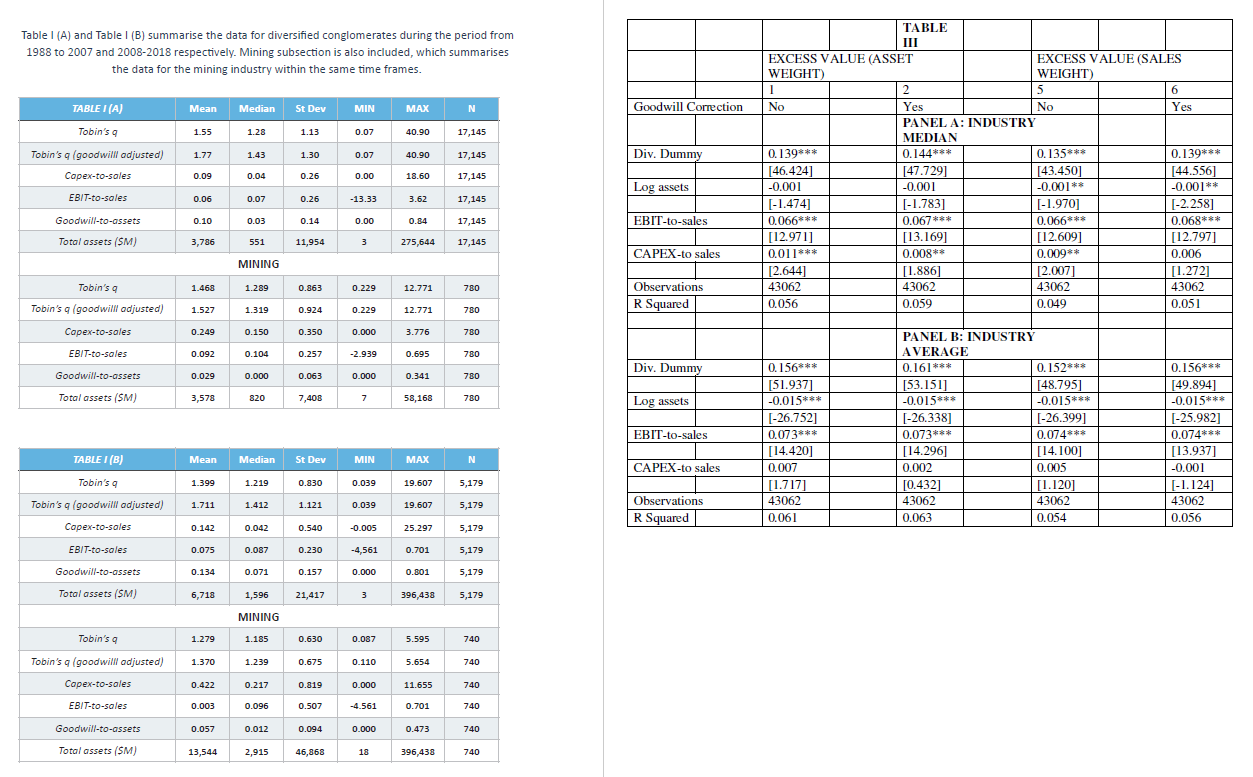 Table I (A) and Table I (B) summarise the data for diversified conglomerates during the period from
1988 to 2007 and 2008-2018 respectively. Mining subsection is also included, which summarises
the data for the mining industry within the same time frames.
TABLE I (A) Mean Median St Dev MIN MAX N
Tobin's q 1.55 1.28 1.13 0.07 40.90 17,145
Tobin's q (goodwilll adjusted) 1.77 1.43 1.30 0.07 40.90 17,145
Capex-to-sales 0.09 0.04 0.26 0.00 18.60 17,145
EBIT-to-sales 0.06 0.07 0.26 -13.33 3.62 17,145
Goodwill-to-assets 0.10 0.03 0.14 0.00 0.84 17,145
Total assets ($M) 3,786 551 11,954 3 275,644 17,145
MINING
Tobin's q 1.468 1.289 0.863 0.229 12.771 780
Tobin's q (goodwilll adjusted) 1.527 1.319 0.924 0.229 12.771 780
Capex-to-sales 0.249 0.150 0.350 0.000 3.776 780
EBIT-to-sales 0.092 0.104 0.257 -2.939 0.695 780
Goodwill-to-assets 0.029 0.000 0.063 0.000 0.341 780
Total assets ($M) 3,578 820 7,408 7 58,168 780
TABLE I (B) Mean Median St Dev MIN MAX N
Tobin's q 1.399 1.219 0.830 0.039 19.607 5,179
Tobin's q (goodwilll adjusted) 1.711 1.412 1.121 0.039 19.607 5,179
Capex-to-sales 0.142 0.042 0.540 -0.005 25.297 5,179
EBIT-to-sales 0.075 0.087 0.230 -4,561 0.701 5,179
Goodwill-to-assets 0.134 0.071 0.157 0.000 0.801 5,179
Total assets ($M) 6,718 1,596 21,417 3 396,438 5,179
MINING
Tobin's q 1.279 1.185 0.630 0.087 5.595 740
Tobin's q (goodwilll adjusted) 1.370 1.239 0.675 0.110 5.654 740
Capex-to-sales 0.422 0.217 0.819 0.000 11.655 740
EBIT-to-sales 0.003 0.096 0.507 -4.561 0.701 740
Goodwill-to-assets 0.057 0.012 0.094 0.000 0.473 740
Total assets ($M) 13,544 2,915 46,868 18 396,438 740
TABLE
III
EXCESS VALUE (ASSET EXCESS VALUE (SALES
WEIGHT) WEIGHT)
1 2 5 6
Goodwill Correction No Yes No Yes
PANEL A: INDUSTRY
MEDIAN
Div. Dummy 0.139*** 0.144*** 0.135*** 0.139***
[46.424] [47.729] [43.450] [44.556]
Log assets -0.001 -0.001 -0.001** -0.001**
[-1.474] [-1.783] [-1.970] [-2.258]
EBIT-to-sales 0.066*** 0.067*** 0.066*** 0.068***
[12.971] [13.169] [12.609] [12.797]
CAPEX-to sales 0.011*** 0.008** 0.009** 0.006
[2.644] [1.886] [2.007] [1.272]
Observations 43062 43062 43062 43062
R Squared 0.056 0.059 0.049 0.051
PANEL B: INDUSTRY
AVERAGE
Div. Dummy 0.156*** 0.161*** 0.152*** 0.156***
[51.937] [53.151] [48.795] [49.894]
Log assets -0.015*** -0.015*** -0.015*** -0.015***
[-26.752] [-26.338] [-26.399] [-25.982]
EBIT-to-sales 0.073*** 0.073*** 0.074*** 0.074***
[14.420] [14.296] [14.100] [13.937]
CAPEX-to sales 0.007 0.002 0.005 -0.001
[1.717] [0.432] [1.120] [-1.124]
Observations 43062 43062 43062 43062
R Squared 0.061 0.063 0.054 0.056